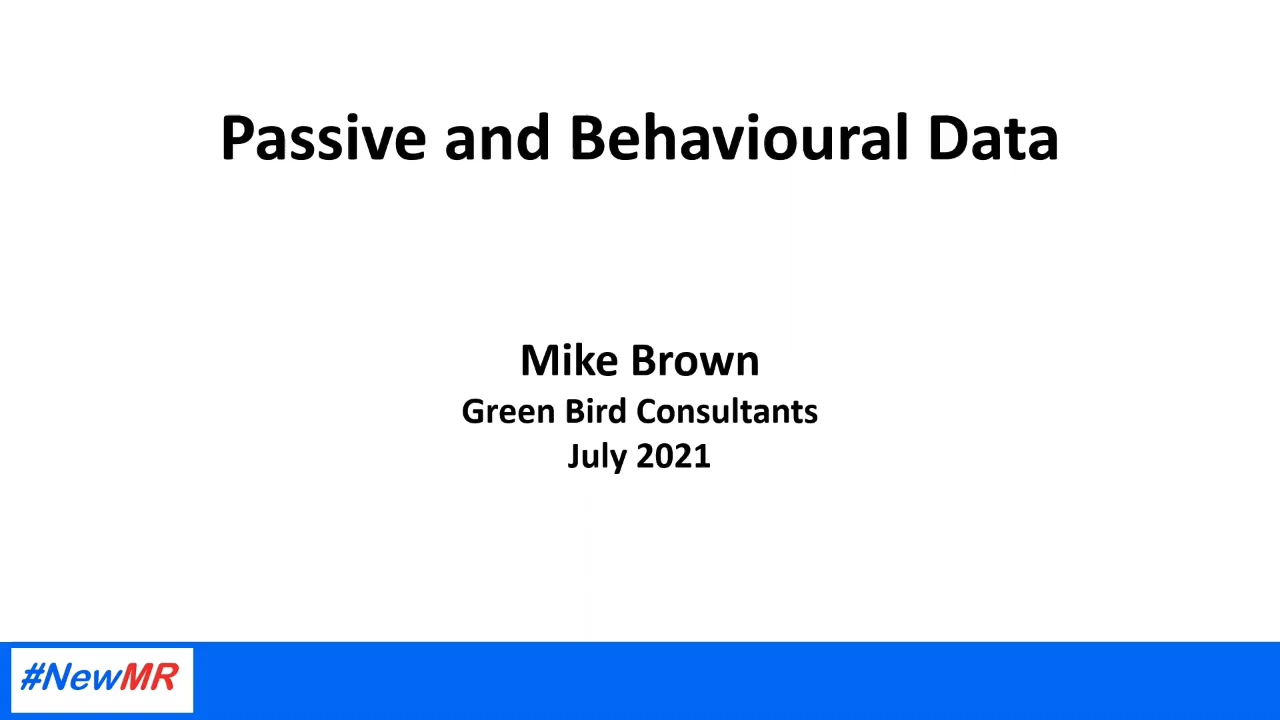 Passive and Behavioural Data
Mike Brown
Green Bird Consultants
July 2021
#NewMR